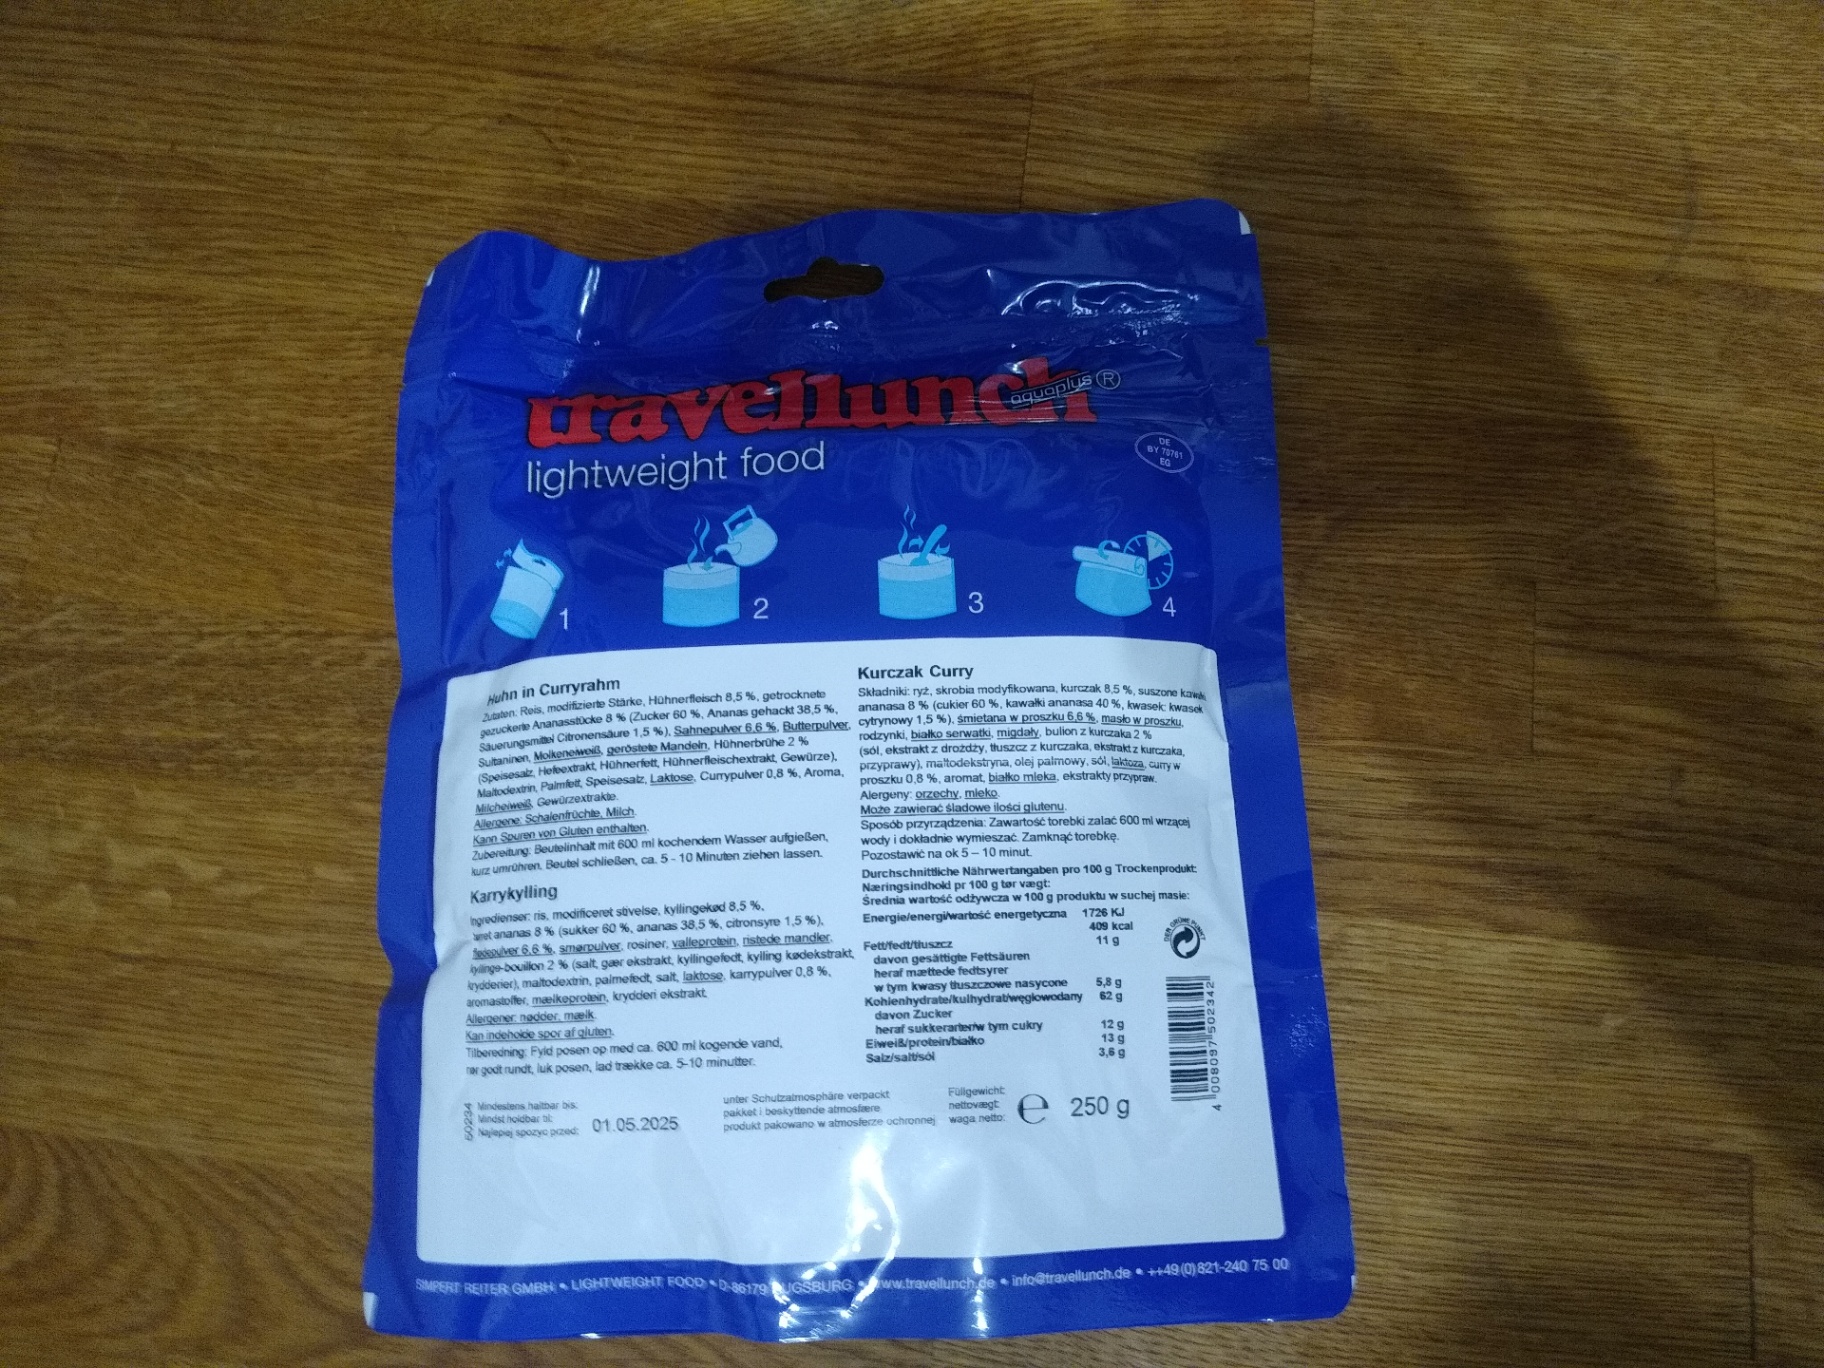 travellunch
aquaplus ®
lightweight food
DE
BY 70761
EG
1
2
3
4
Huhn in Curryrahm
Zutaten: Reis, modifizierte Stärke, Hühnerfleisch 8,5 %, getrocknete
gezuckerte Ananasstücke 8 % (Zucker 60 %, Ananas gehackt 38,5 %,
Säuerungsmittel Citronensäure 1,5 %), Sahnepulver 6,6 %, Butterpulver,
Sultaninen, Molkeneiweiß, geröstete Mandeln, Hühnerbrühe 2 %
(Speisesalz, Hefeextrakt, Hühnerfett, Hühnerfleischextrakt, Gewürze),
Maltodextrin, Palmfett, Speisesalz, Laktose, Currypulver 0,8 %, Aroma,
Milcheiweiß, Gewürzextrakte.
Allergene: Schalenfrüchte, Milch.
Kann Spuren von Gluten enthalten.
Zubereitung: Beutelinhalt mit 600 ml kochendem Wasser aufgießen,
kurz umrühren, Beutel schließen, ca. 5 - 10 Minuten ziehen lassen.
Karrykylling
Ingredienser: ris, modificeret stivelse, kyllingekød 8,5 %,
tørret ananas 8 % (sukker 60 %, ananas 38,5 %, citronsyre 1,5 %),
6,6 %, smørpulver, rosiner, valleprotein, ristede mandler,
kyllinge-bouillon 2 % (salt, gær ekstrakt, kyllingefedt, kylling kødekstrakt,
krydderier), maltodextrin, palmefedt, salt, laktose, karrypulver 0,8 %,
aromastoffer, mælkeprotein, krydderi ekstrakt.
Allergener: nødder, mælk.
Kan indeholde spor af gluten.
Tilberedning: Fyld posen op med ca. 600 ml kogende vand,
rør godt rundt, luk posen, lad trække ca. 5-10 minutter.
Kurczak Curry
Składniki: ryż, skrobia modyfikowana, kurczak 8,5 %, suszone kawałki
ananasa 8 % (cukier 60 %, kawałki ananasa 40 %, kwasek: kwasek
cytrynowy 1,5 %), śmietana w proszku 6,6 %, masło w proszku,
rodzynki, białko serwatki, migdały, bulion z kurczaka 2 %
(sól, ekstrakt z drożdży, tłuszcz z kurczaka, ekstrakt z kurczaka,
przyprawy), maltodekstryna, olej palmowy, sól, laktoza, curry w
proszku 0,8 %, aromat, białko mleka, ekstrakty przypraw.
Alergeny: orzechy, mleko.
Może zawierać śladowe ilości glutenu.
Sposób przyrządzenia: Zawartość torebki zalać 600 ml wrzącej
wody i dokładnie wymieszać. Zamknąć torebkę.
Pozostawić na ok 5 – 10 minut.
Durchschnittliche Nährwertangaben pro 100 g Trockenprodukt:
Næringsindhold pr 100 g tør vægt:
Średnia wartość odżywcza w 100 g produktu w suchej masie:
Energie/energi/wartość energetyczna 1726 KJ
409 kcal
Fett/fedt/tłuszcz 11 g
davon gesättigte Fettsäuren
heraf mættede fedtsyrer
w tym kwasy tłuszczowe nasycone 5,8 g
Kohlenhydrate/kulhydrat/węglowodany 62 g
davon Zucker
heraf sukkerarter/w tym cukry 12 g
Eiweiß/protein/białko 13 g
Salz/salt/sól 3,6 g
DER GRÜNE PUNKT
4 008097 502342
Mindestens haltbar bis:
Mindst holdbar til:
Najlepiej spożyć przed:
01.05.2025
unter Schutzatmosphäre verpackt
pakket i beskyttende atmosfære
produkt pakowano w atmosferze ochronnej
Füllgewicht:
nettovægt:
waga netto:
e 250 g
SIMPERT REITER GMBH • LIGHTWEIGHT FOOD • D-86179 AUGSBURG • www.travellunch.de • info@travellunch.de • ++49(0)821-240 75 00